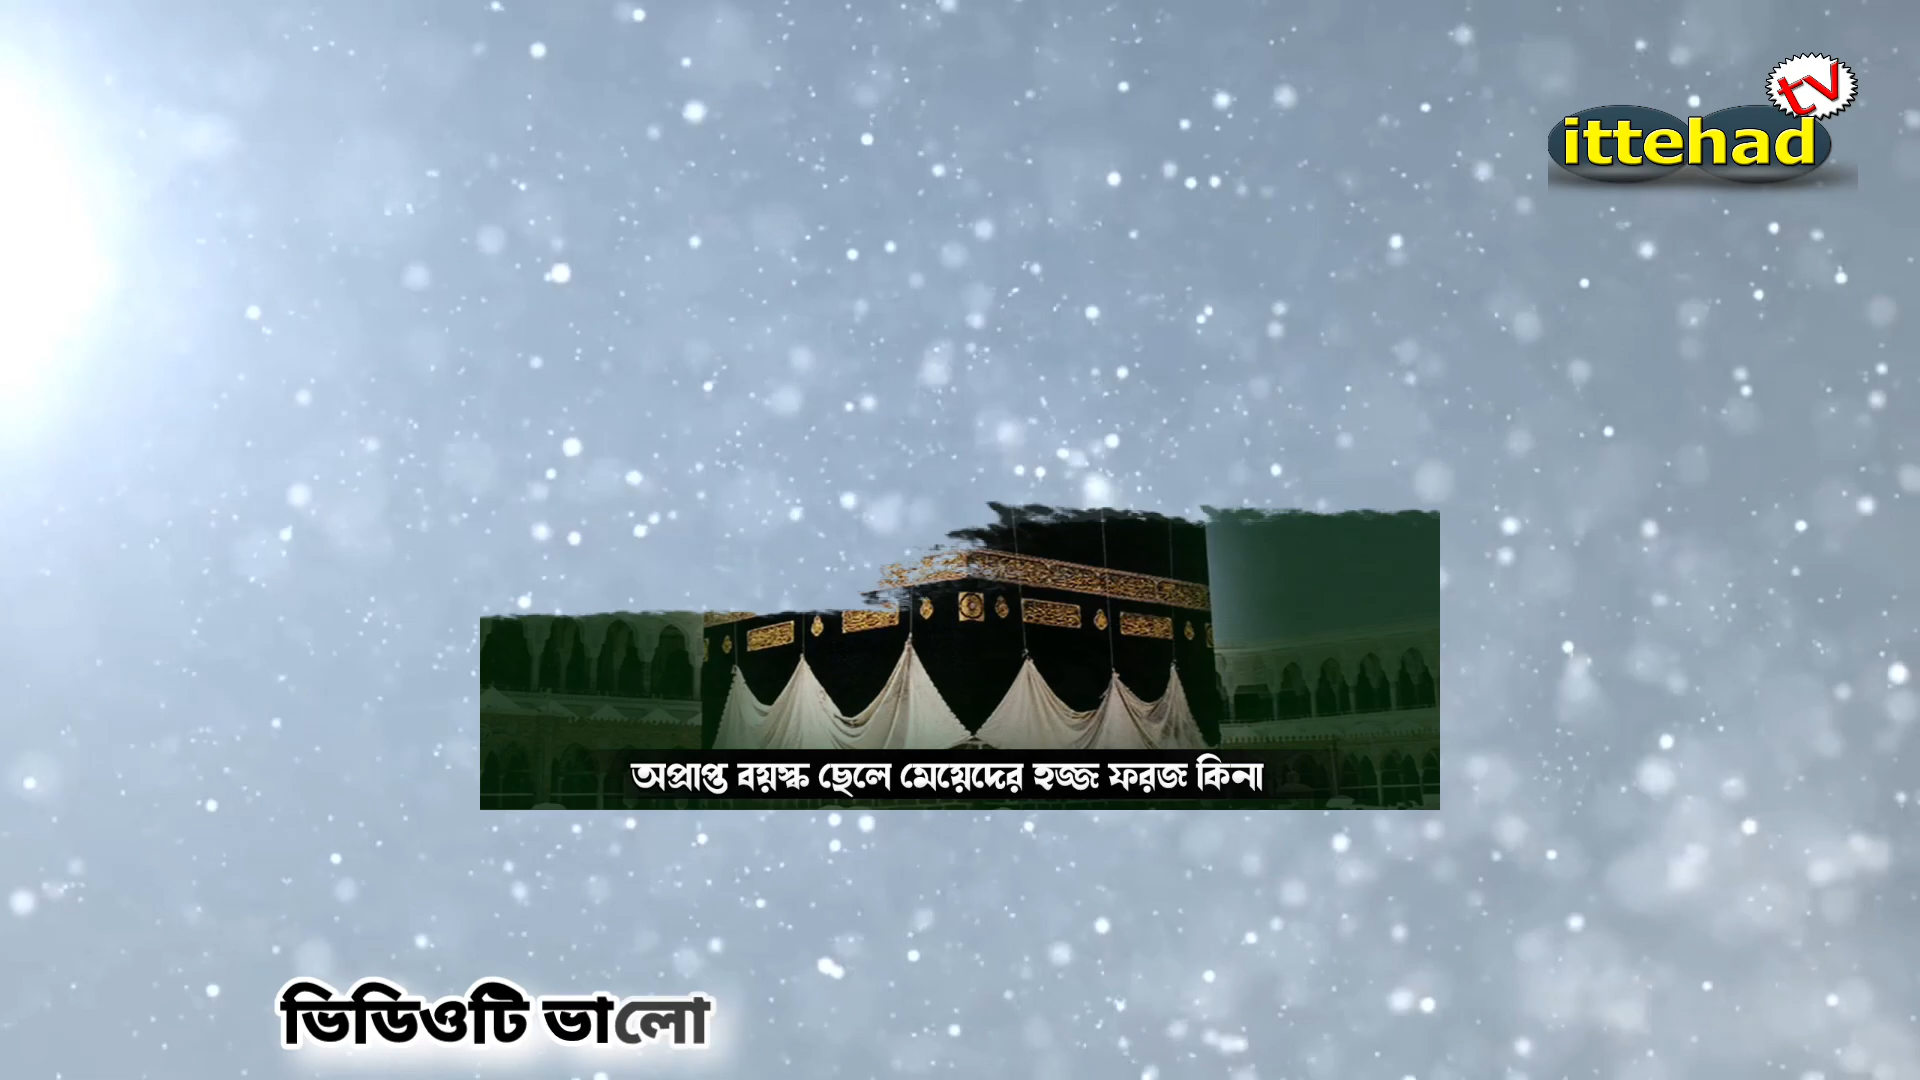 tv
ittehad
অপ্রাপ্ত বয়স্ক ছেলে মেয়েদের হজ্জ ফরজ কিনা
ভিডিওটি ভালো